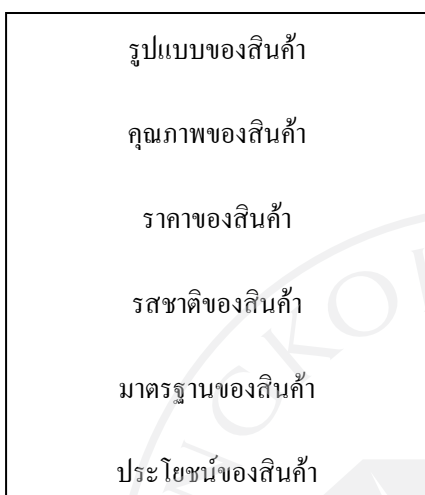 รูปแบบของสินค้า
คุณภาพของสินค้า
ราคาของสินค้า
รสชาติของสินค้า
มาตรฐานของสินค้า
ประโยชน์ของสินค้า